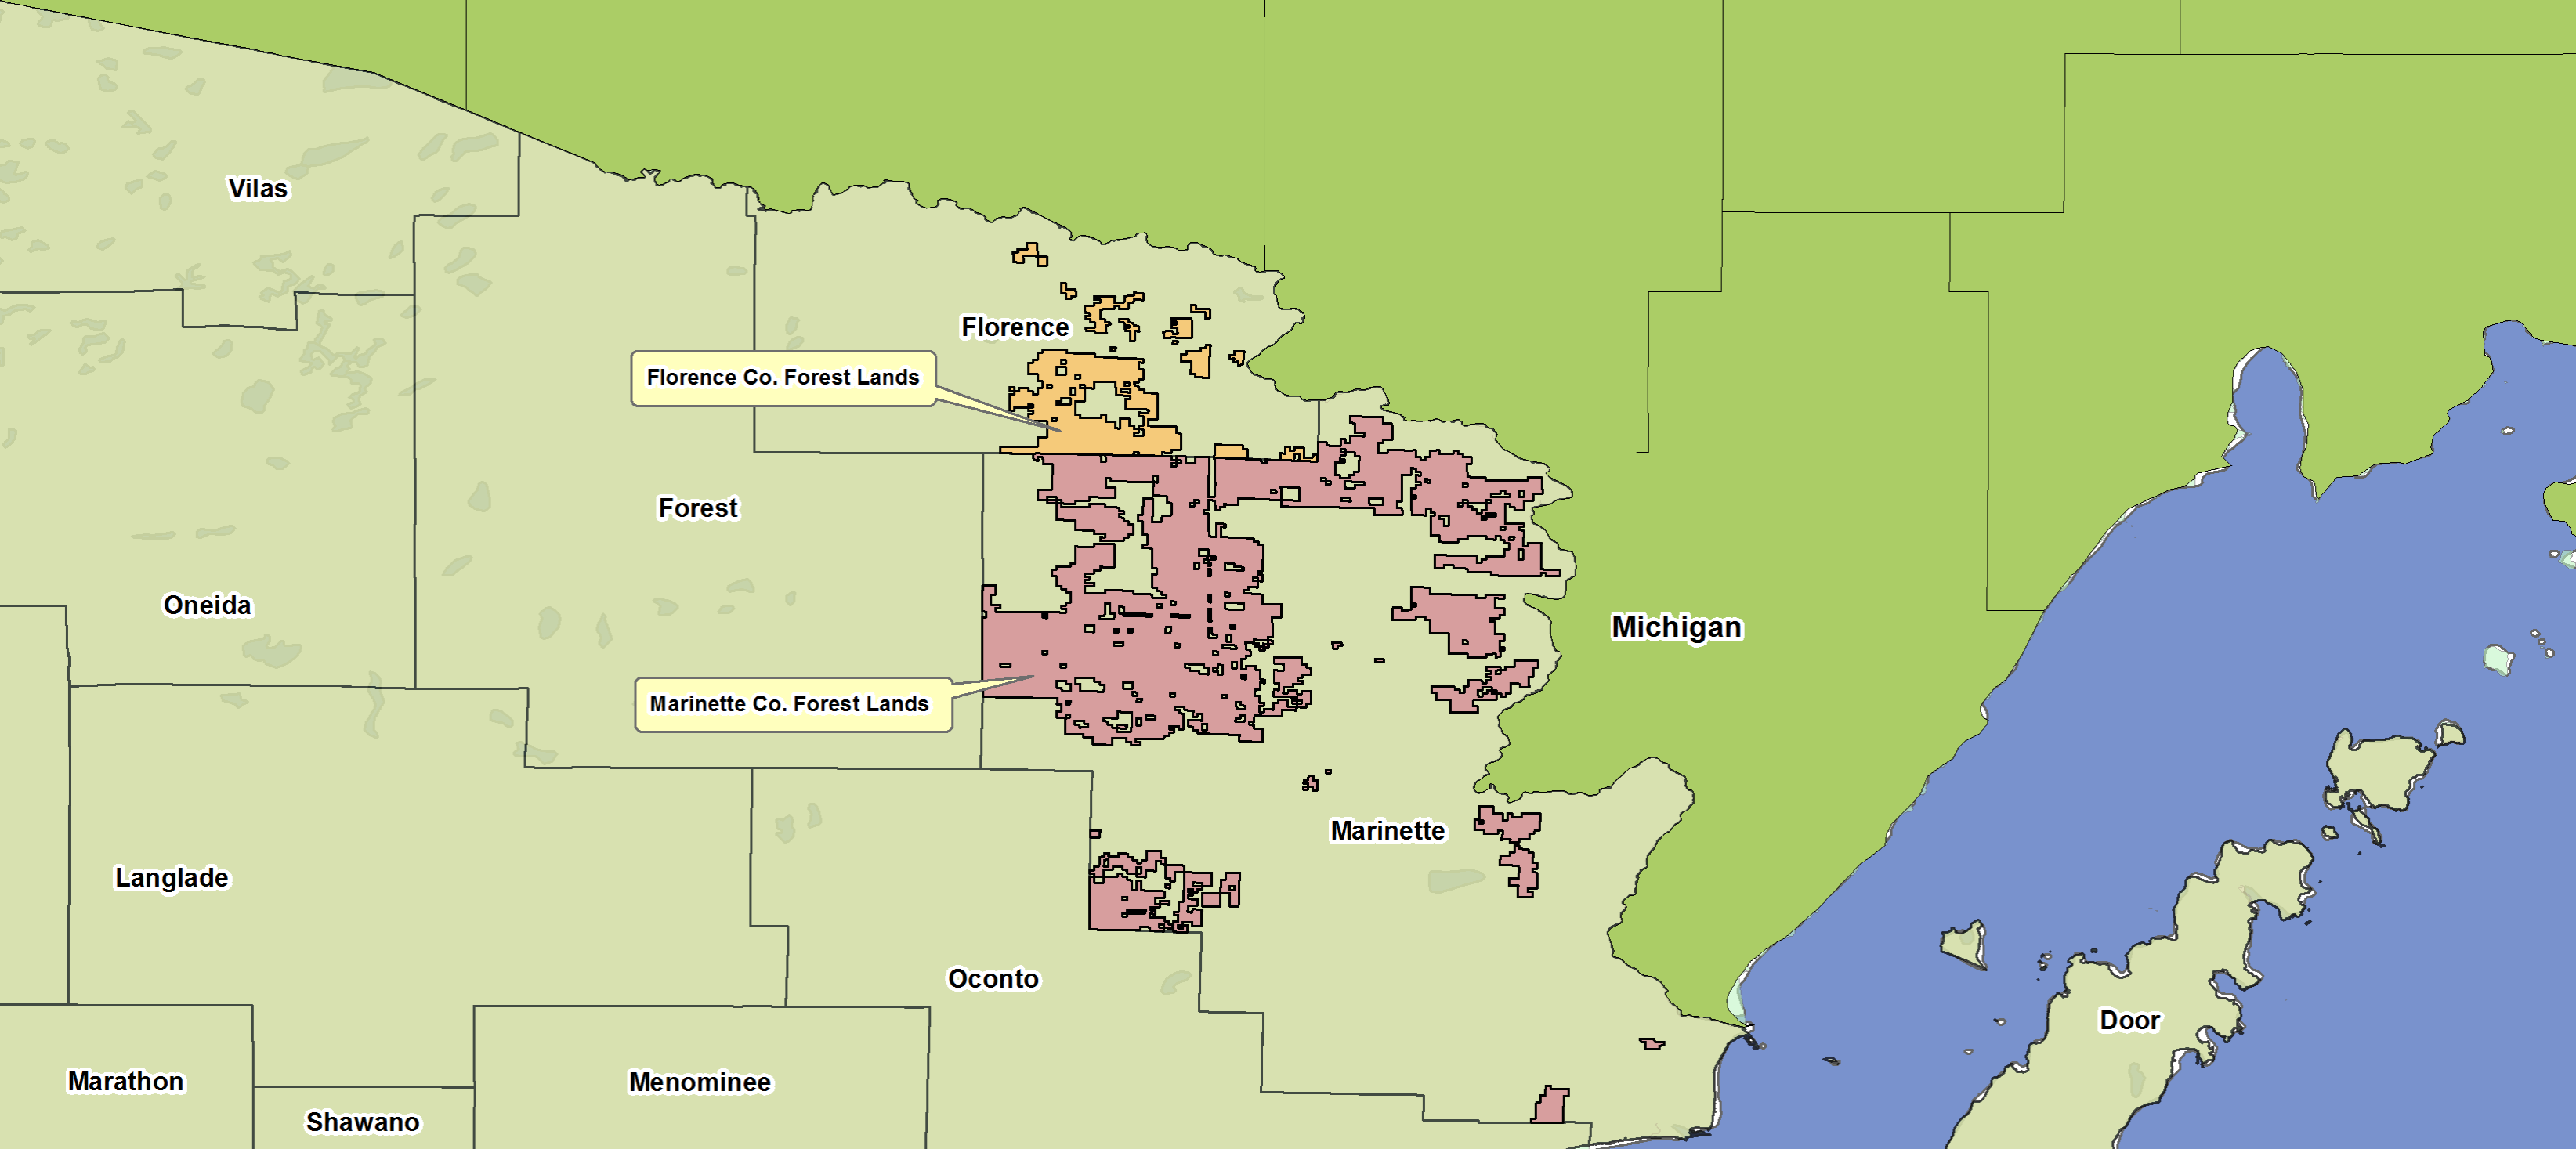 Vilas
Florence
Florence Co. Forest Lands
Forest
Oneida
Michigan
Marinette Co. Forest Lands
Marinette
Langlade
Oconto
Door
Marathon
Menominee
Shawano